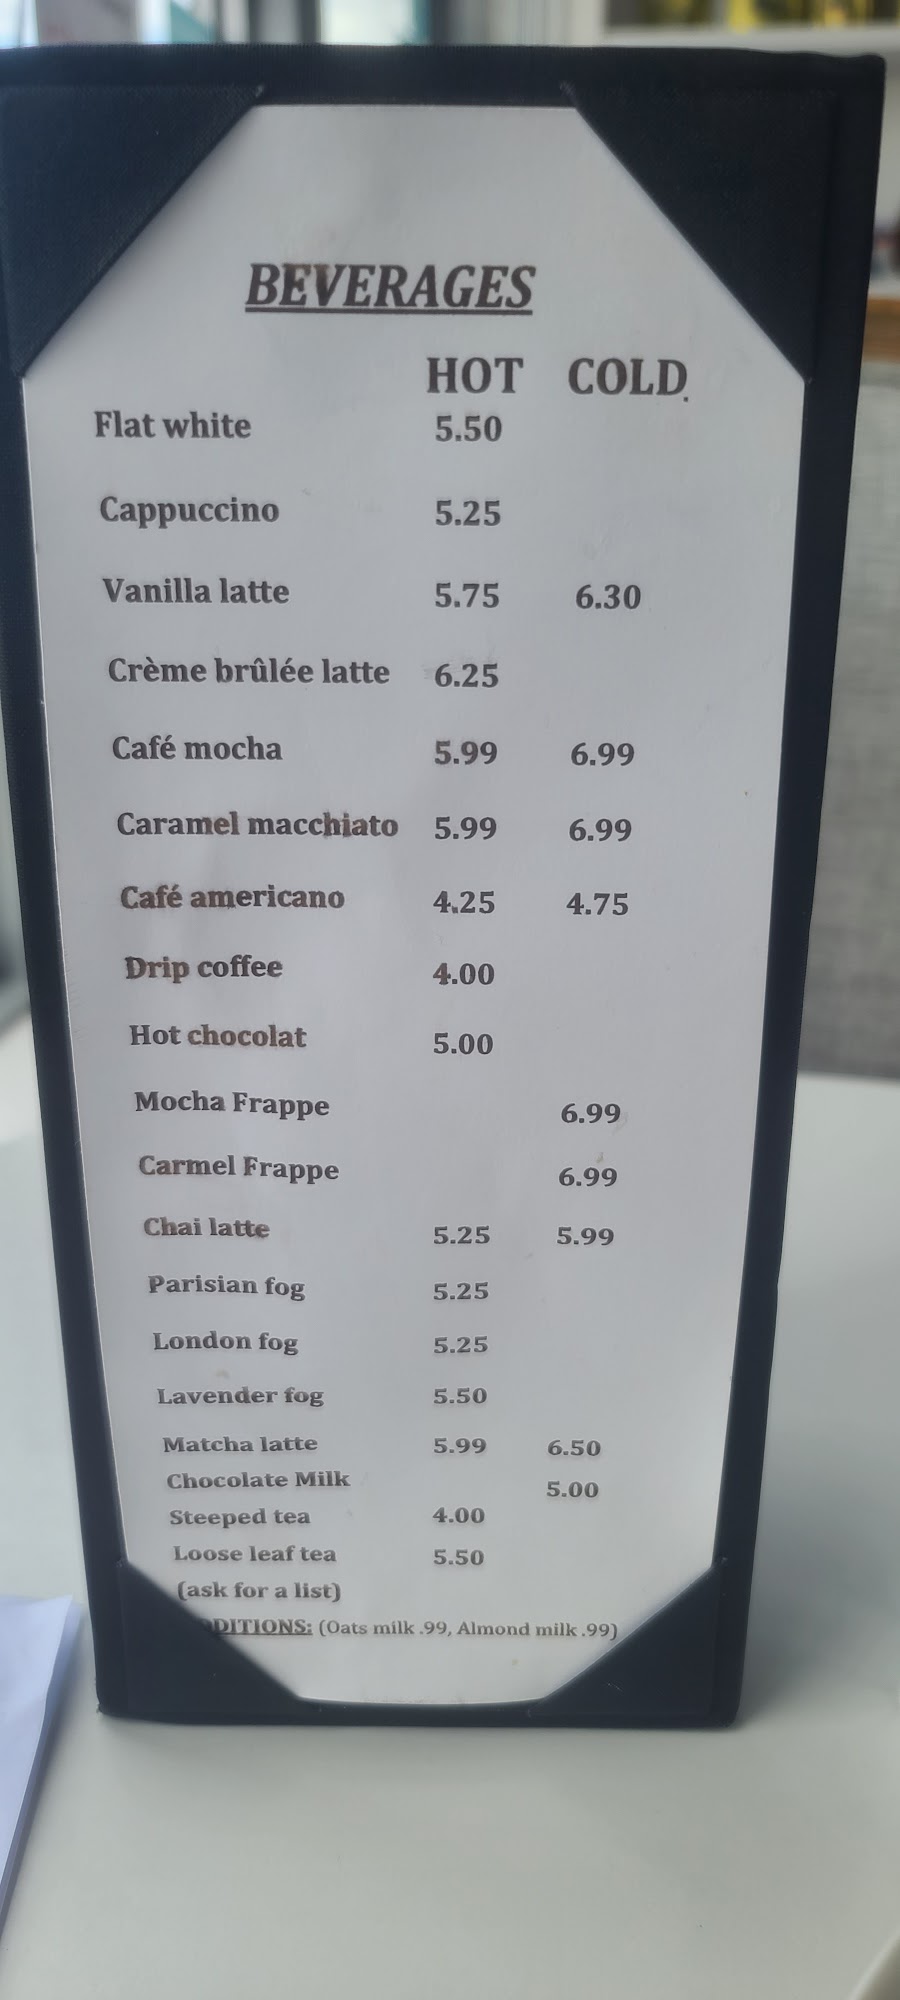 BEVERAGES
HOT COLD.
Flat white 5.50
Cappuccino 5.25
Vanilla latte 5.75 6.30
Crème brûlée latte 6.25
Café mocha 5.99 6.99
Caramel macchiato 5.99 6.99
Café americano 4.25 4.75
Drip coffee 4.00
Hot chocolat 5.00
Mocha Frappe 6.99
Carmel Frappe 6.99
Chai latte 5.25 5.99
Parisian fog 5.25
London fog 5.25
Lavender fog 5.50
Matcha latte 5.99 6.50
Chocolate Milk 5.00
Steeped tea 4.00
Loose leaf tea 5.50
(ask for a list)
DITIONS: (Oats milk .99, Almond milk .99)